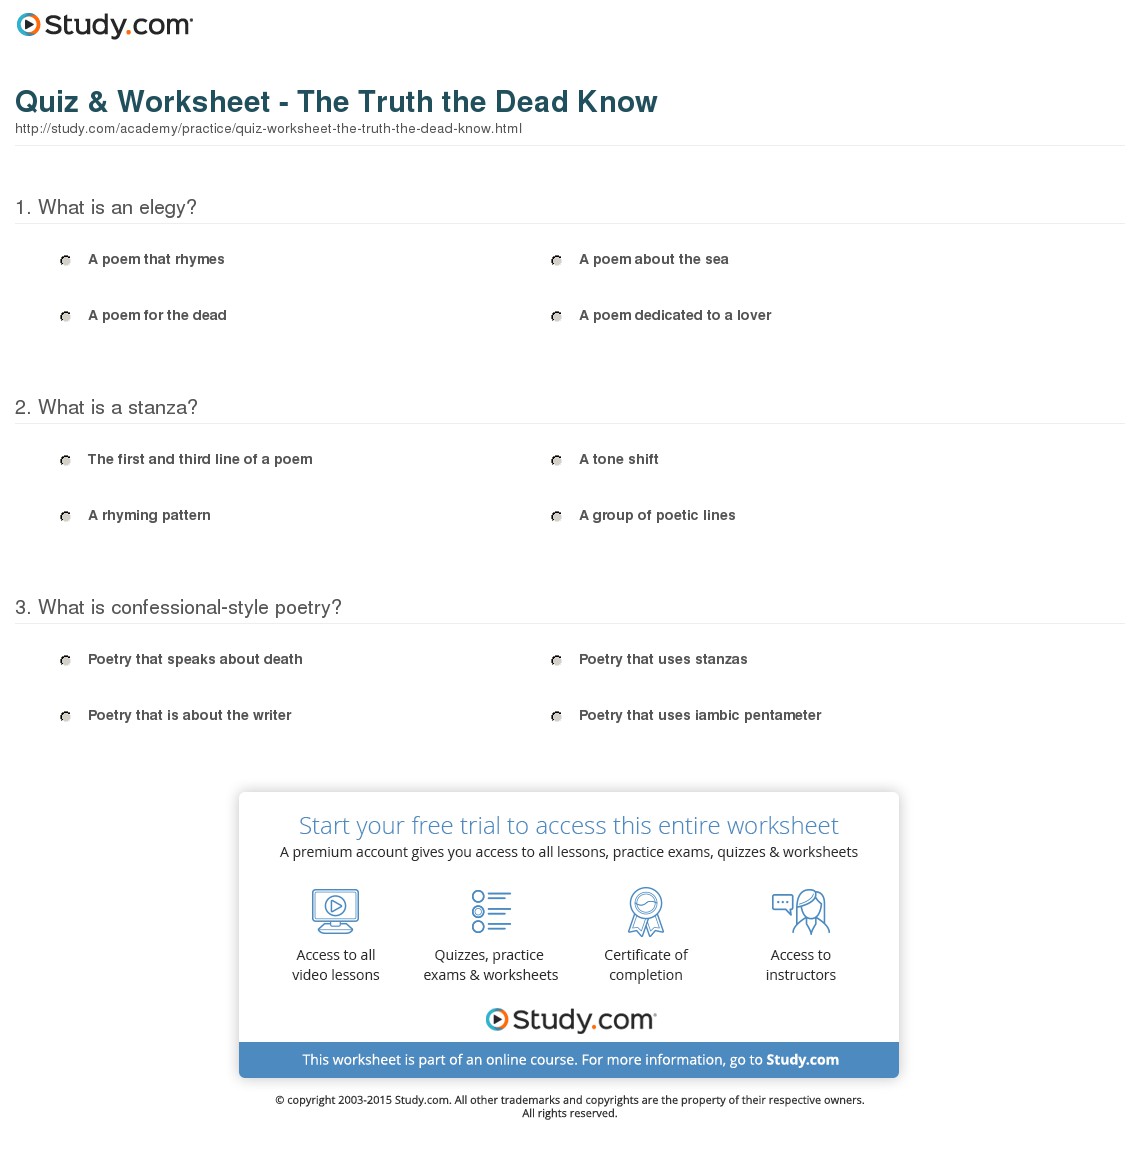 Study.com
Quiz & Worksheet - The Truth the Dead Know
http://study.com/academy/practice/quiz-worksheet-the-truth-the-dead-know.html
1. What is an elegy?
A poem that rhymes
A poem about the sea
A poem for the dead
A poem dedicated to a lover
2. What is a stanza?
The first and third line of a poem
A tone shift
A rhyming pattern
A group of poetic lines
3. What is confessional-style poetry?
Poetry that speaks about death
Poetry that uses stanzas
Poetry that is about the writer
Poetry that uses iambic pentameter
Start your free trial to access this entire worksheet
A premium account gives you access to all lessons, practice exams, quizzes & worksheets
Access to all
video lessons
Quizzes, practice
exams & worksheets
Certificate of
completion
Access to
instructors
Study.com
This worksheet is part of an online course. For more information, go to Study.com
© copyright 2003-2015 Study.com. All other trademarks and copyrights are the property of their respective owners.
All rights reserved.